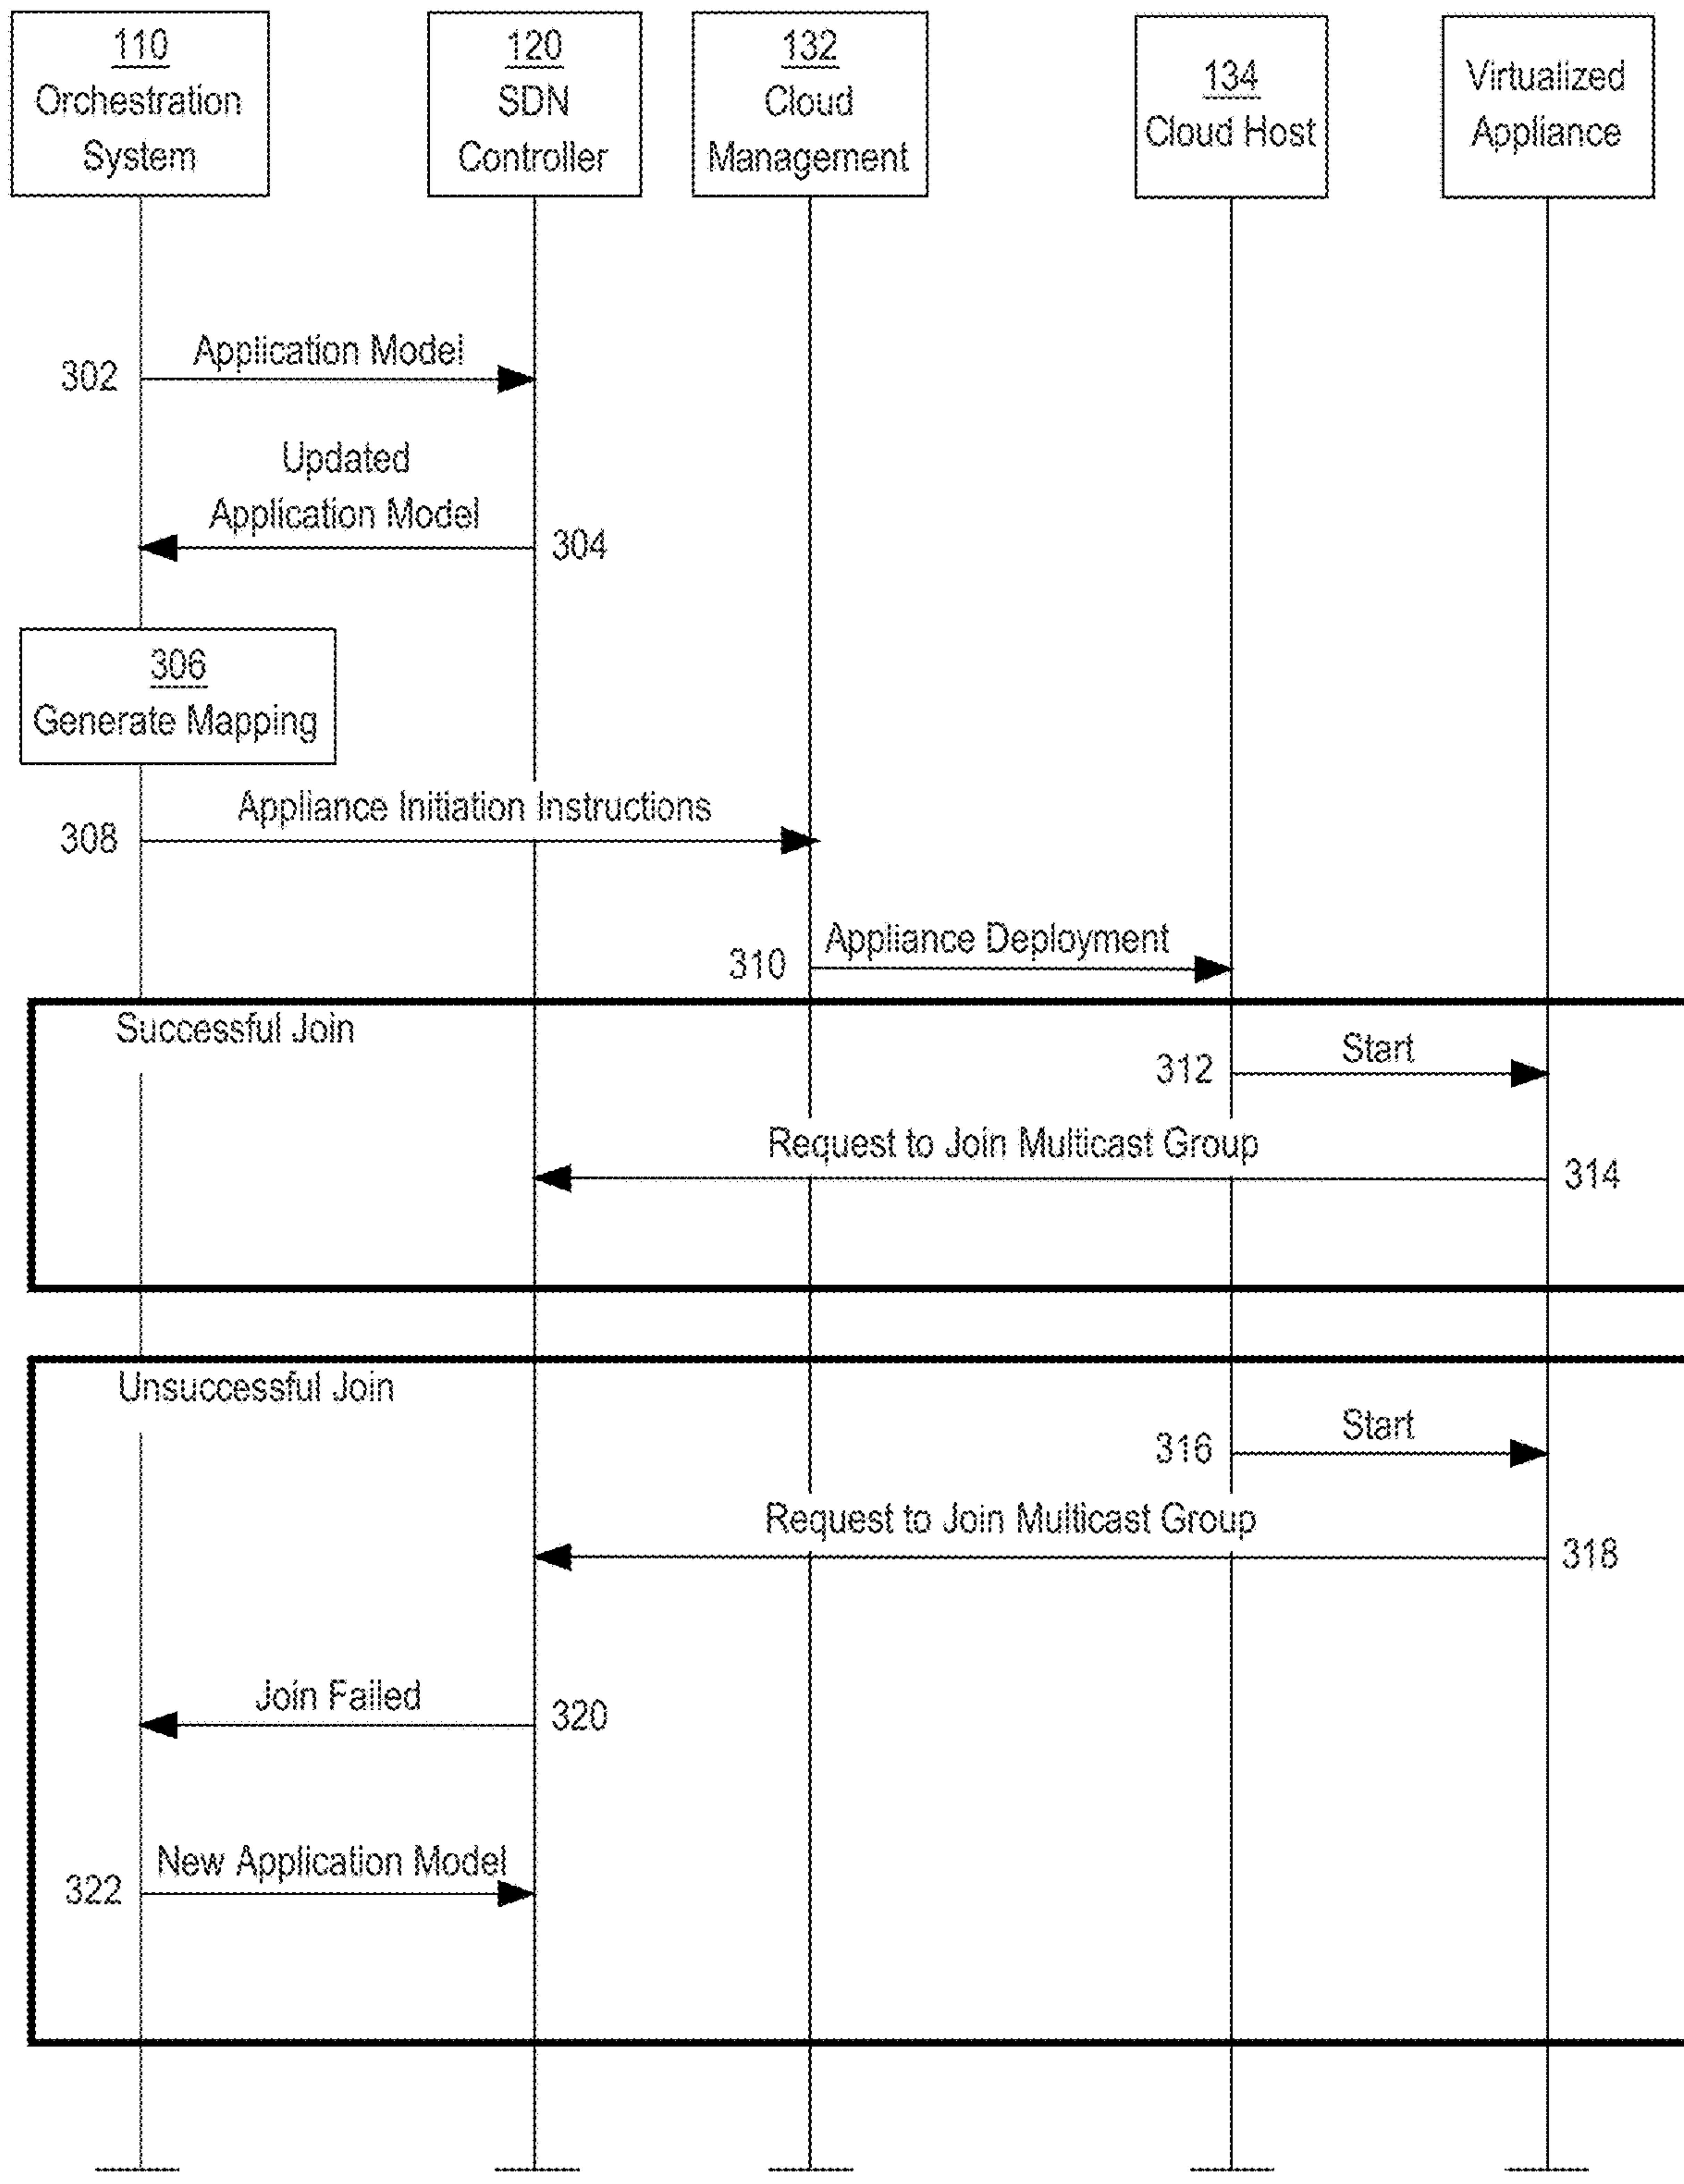 110
Orchestration
System
120
SDN
Controller
132
Cloud
Management
134
Cloud Host
Virtualized
Appliance
302
Application Model
Updated
Application Model
304
306
Generate Mapping
308
Appliance Initiation Instructions
310
Appliance Deployment
Successful Join
312
Start
Request to Join Multicast Group
314
Unsuccessful Join
316
Start
Request to Join Multicast Group
318
Join Failed
320
322
New Application Model